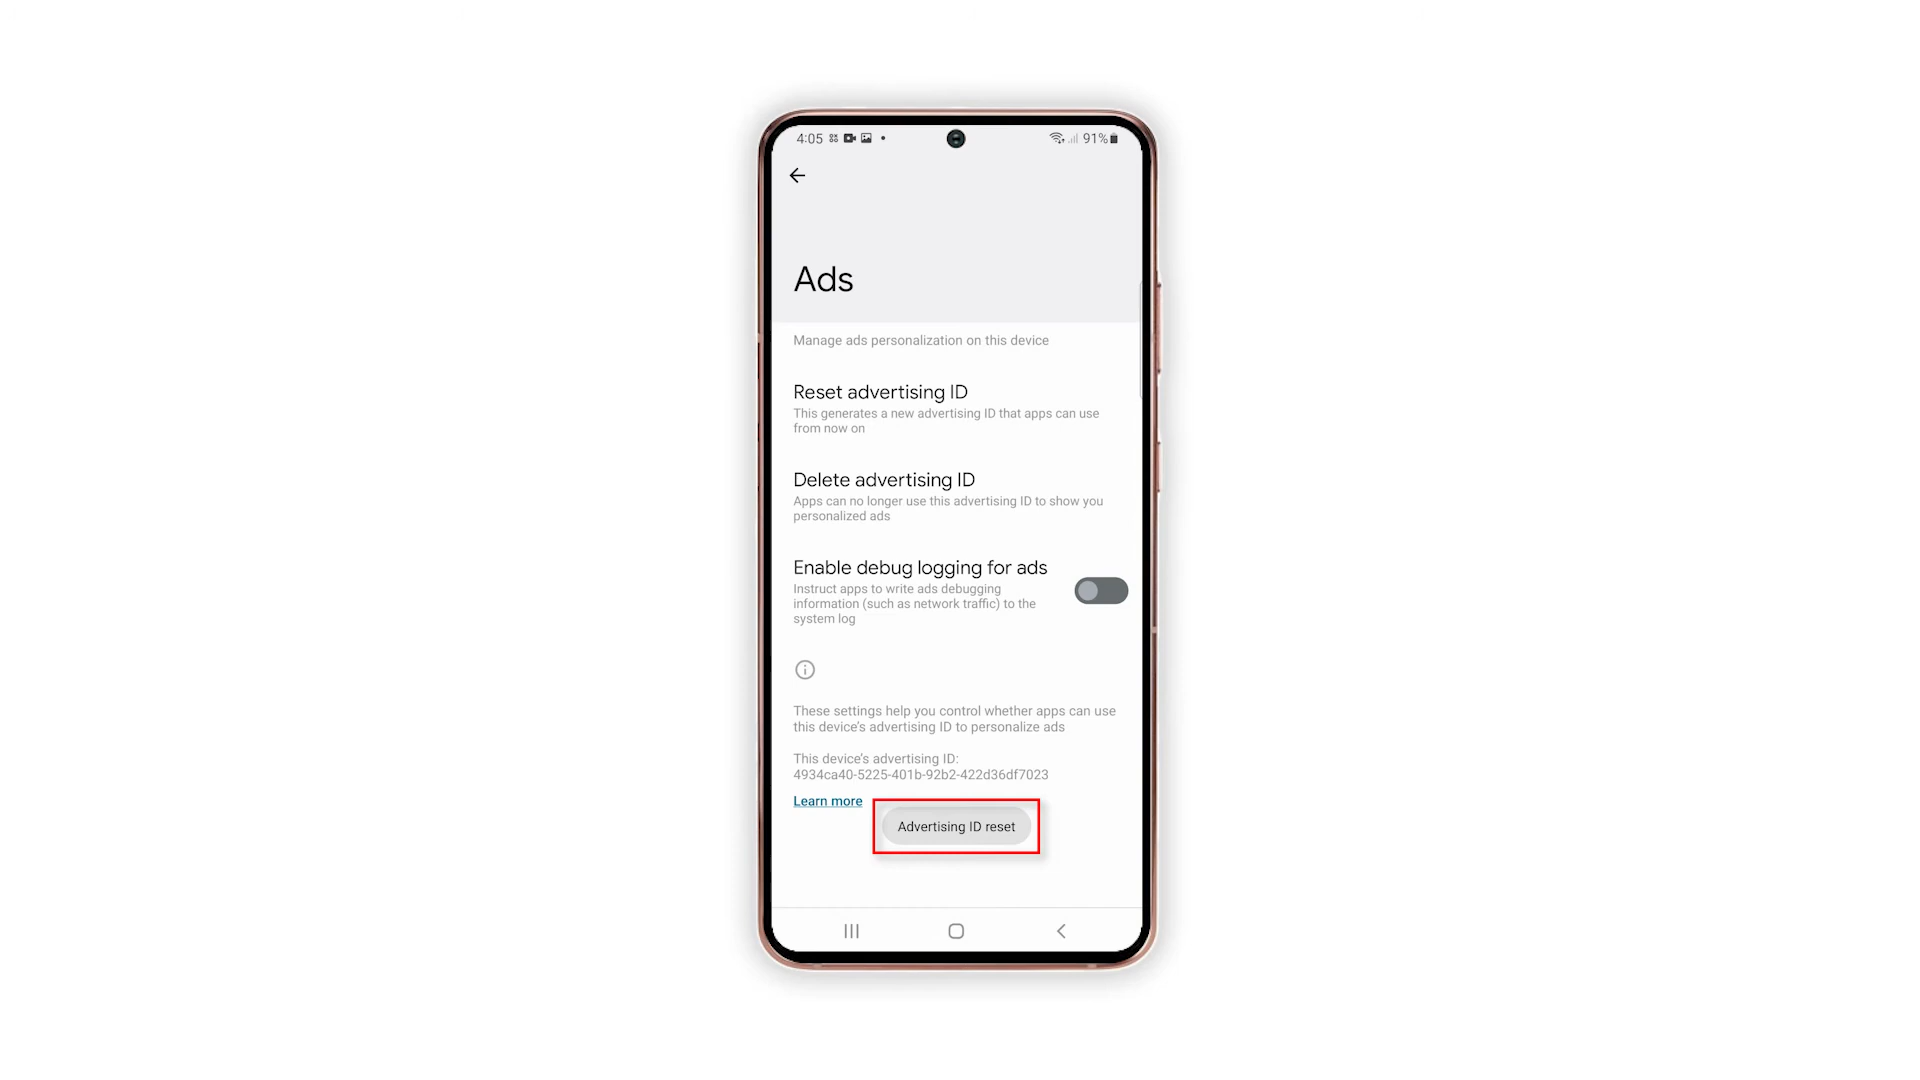 4:05 91%
Ads
Manage ads personalization on this device
Reset advertising ID
This generates a new advertising ID that apps can use
from now on
Delete advertising ID
Apps can no longer use this advertising ID to show you
personalized ads
Enable debug logging for ads
Instruct apps to write ads debugging
information (such as network traffic) to the
system log
These settings help you control whether apps can use
this device's advertising ID to personalize ads
This device's advertising ID:
4934ca40-5225-401b-92b2-422d36df7023
Learn more
Advertising ID reset